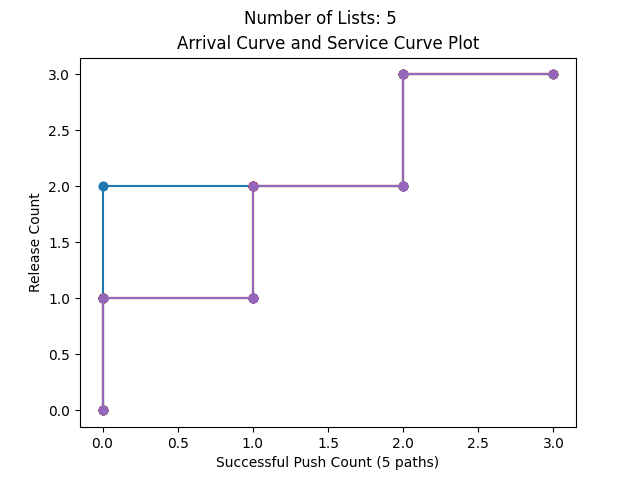 Number of Lists: 5
Arrival Curve and Service Curve Plot
3.0
2.5
2.0
1.5
1.0
0.5
0.0
Release Count
0.0 0.5 1.0 1.5 2.0 2.5 3.0
Successful Push Count (5 paths)